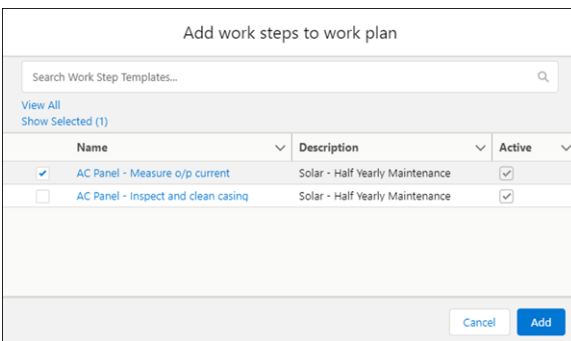 Add work steps to work plan
Search Work Step Templates...
View All
Show Selected (1)
Name Description Active
AC Panel - Measure o/p current Solar - Half Yearly Maintenance
AC Panel - Inspect and clean casing Solar - Half Yearly Maintenance
Cancel Add